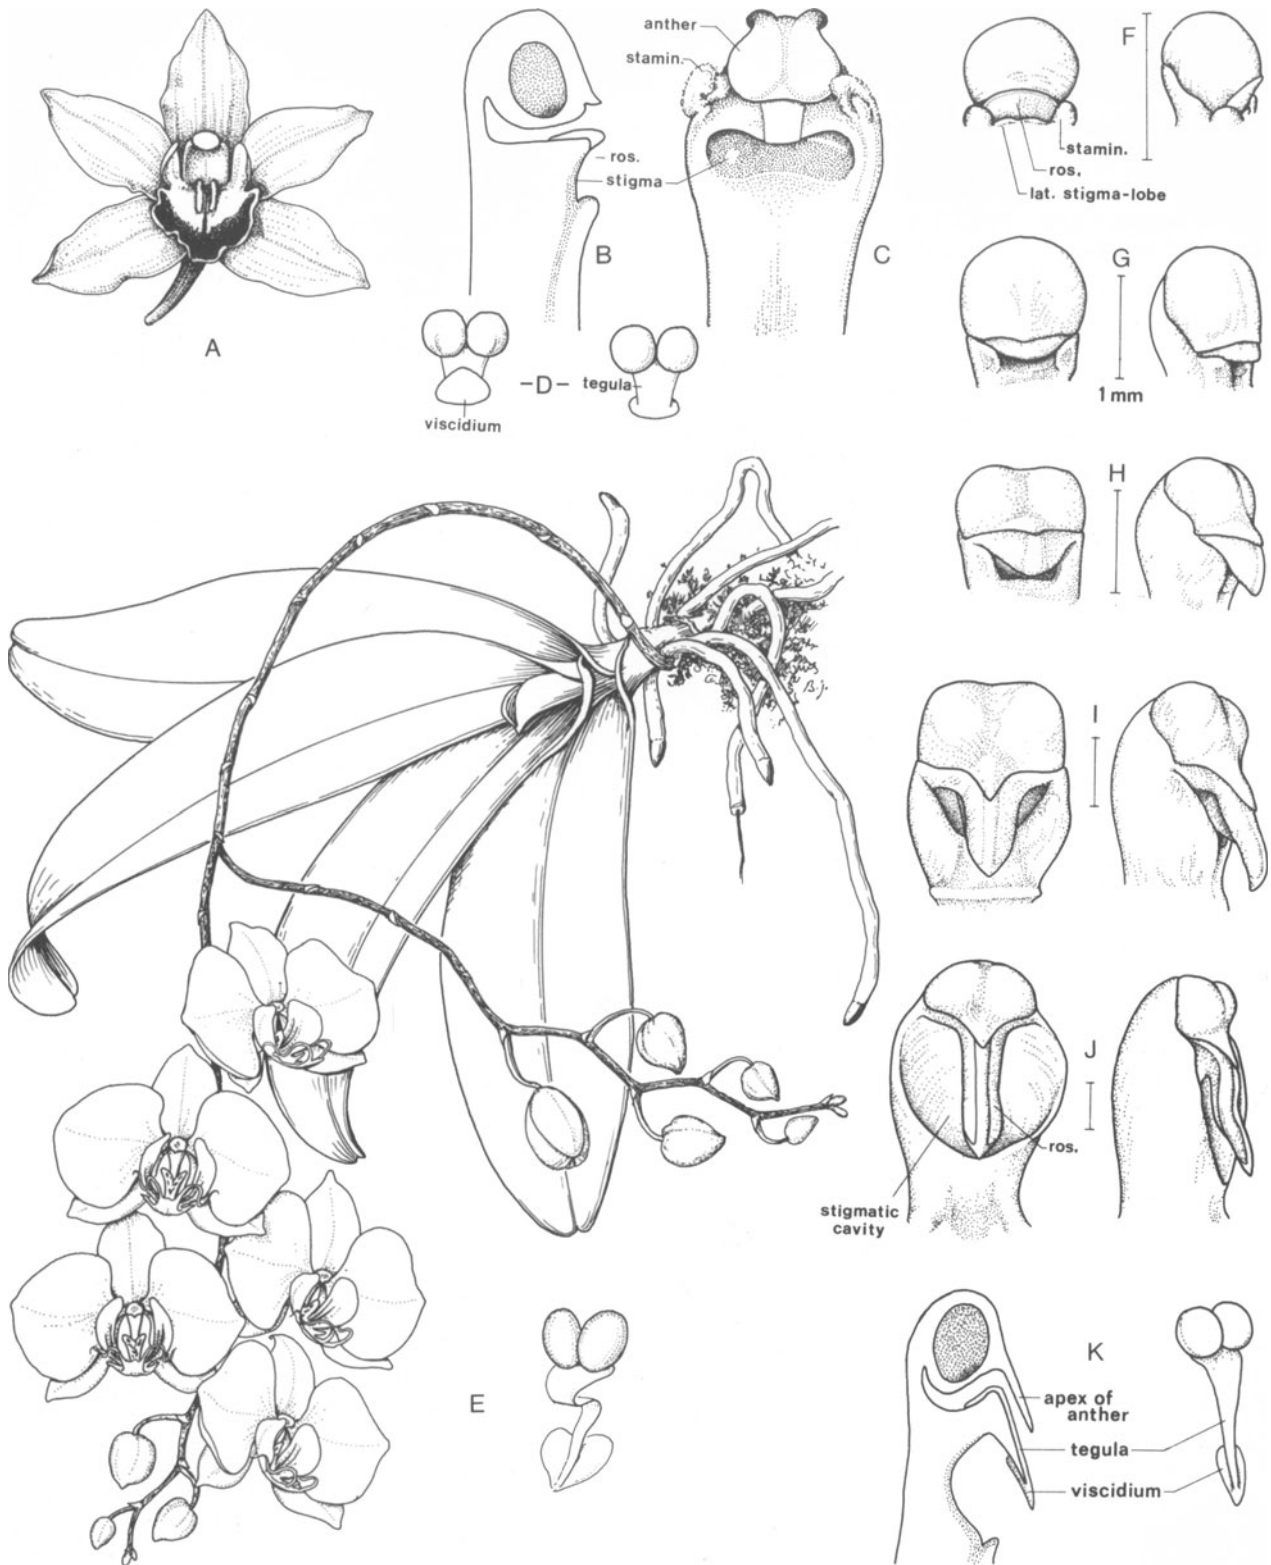 A
B
ros.
stigma
anther
stamin.
C
viscidium
–D–
tegula
F
stamin.
ros.
lat. stigma-lobe
G
1 mm
H
I
J
ros.
stigmatic
cavity
E
K
apex of
anther
tegula
viscidium